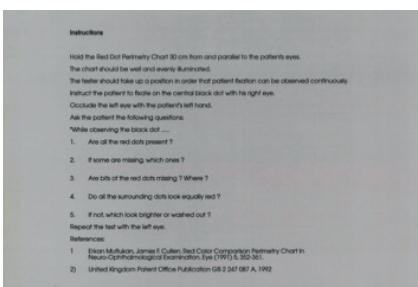 Instructions
Hold the Red Dot Perimetry Chart 30 cm from and parallel to the patient's eyes.
The chart should be well and evenly illuminated.
The tester should take up a position in order that patient fixation can be observed continuously.
Instruct the patient to fixate on the central black dot with his right eye.
Occlude the left eye with the patient's left hand.
Ask the patient the following questions:
"While observing the black dot ....
1. Are all the red dots present ?
2. If some are missing, which ones ?
3. Are bits of the red dots missing ? Where ?
4. Do all the surrounding dots look equally red ?
5. If not, which look brighter or washed out ?
Repeat the test with the left eye.
References:
1 Erkan Mutlukan, James F. Cullen, Red Color Comparison Perimetry Chart in
Neuro-Ophthalmological Examination. Eye (1991) 5, 352-361.
2) United Kingdom Patent Office Publication GB 2 247 087 A, 1992